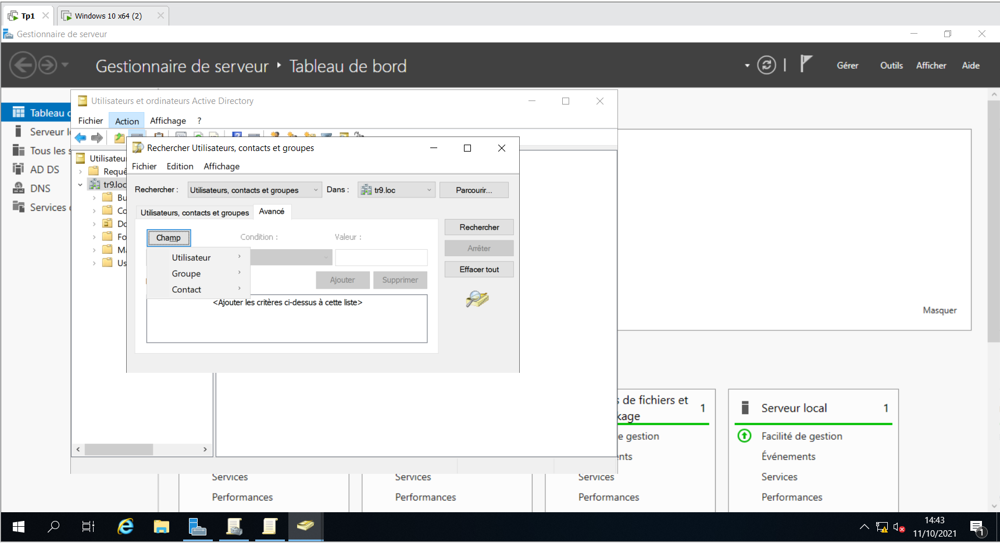 Tp1
Windows 10 x64 (2)
Gestionnaire de serveur
Gestionnaire de serveur
Tableau de bord
Gérer
Outils
Afficher
Aide
Tableau
Serveur
Tous les
AD DS
DNS
Services
Utilisateurs et ordinateurs Active Directory
Fichier
Action
Affichage
?
Utilisateu
Requê
tr9.loc
Bu
Co
Do
Fo
Ma
Us
Rechercher Utilisateurs, contacts et groupes
Fichier
Edition
Affichage
Rechercher :
Utilisateurs, contacts et groupes
Dans :
tr9.loc
Parcourir...
Utilisateurs, contacts et groupes
Avancé
Champ
Condition :
Valeur :
Utilisateur
Groupe
Contact
Ajouter
Supprimer
<Ajouter les critères ci-dessus à cette liste>
Rechercher
Arrêter
Effacer tout
Masquer
de fichiers et
kage
1
e gestion
nts
Services
Performances
Services
Performances
Services
Performances
Serveur local
1
Facilité de gestion
Événements
Services
Performances
14:43
11/10/2021
1